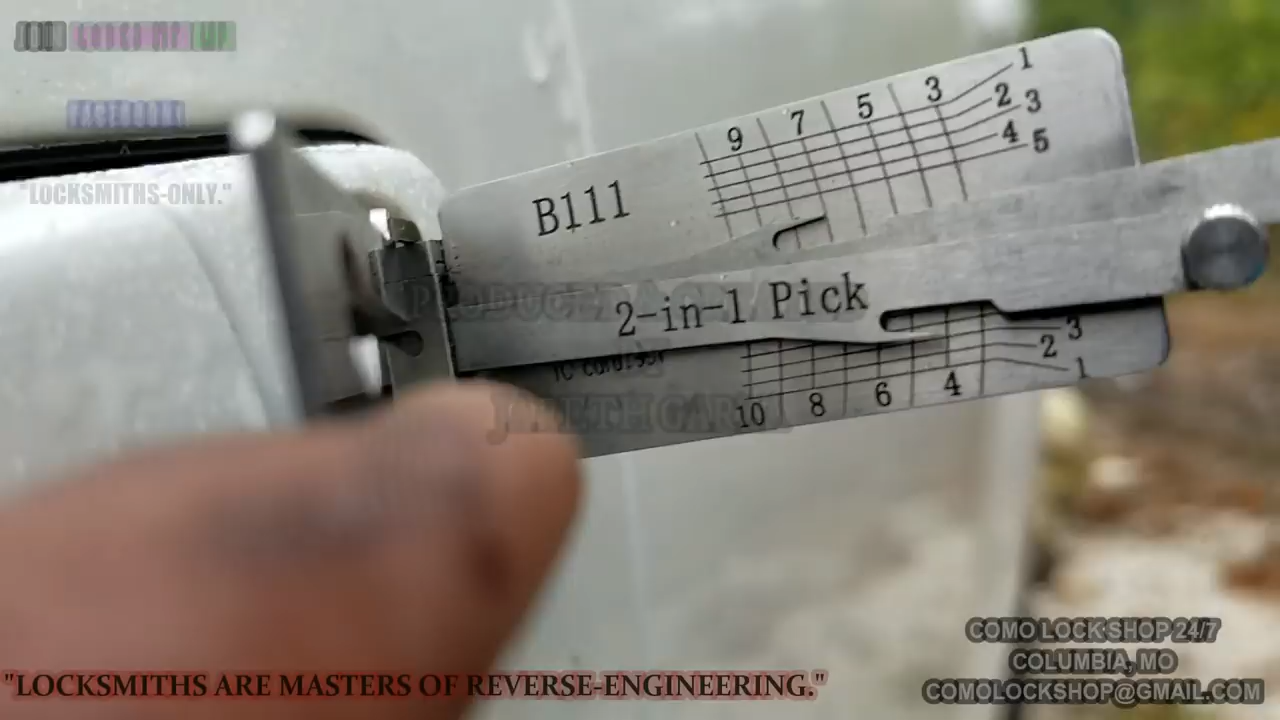 FACEBOOK!
"LOCKSMITHS-ONLY."
B111
9 7 5 3 1
2 3
4 5
2-in-1 Pick
3
2
1
10 8 6 4
COMO LOCK SHOP 24/7
COLUMBIA, MO
COMOLOCKSHOP@GMAIL.COM
"LOCKSMITHS ARE MASTERS OF REVERSE-ENGINEERING."